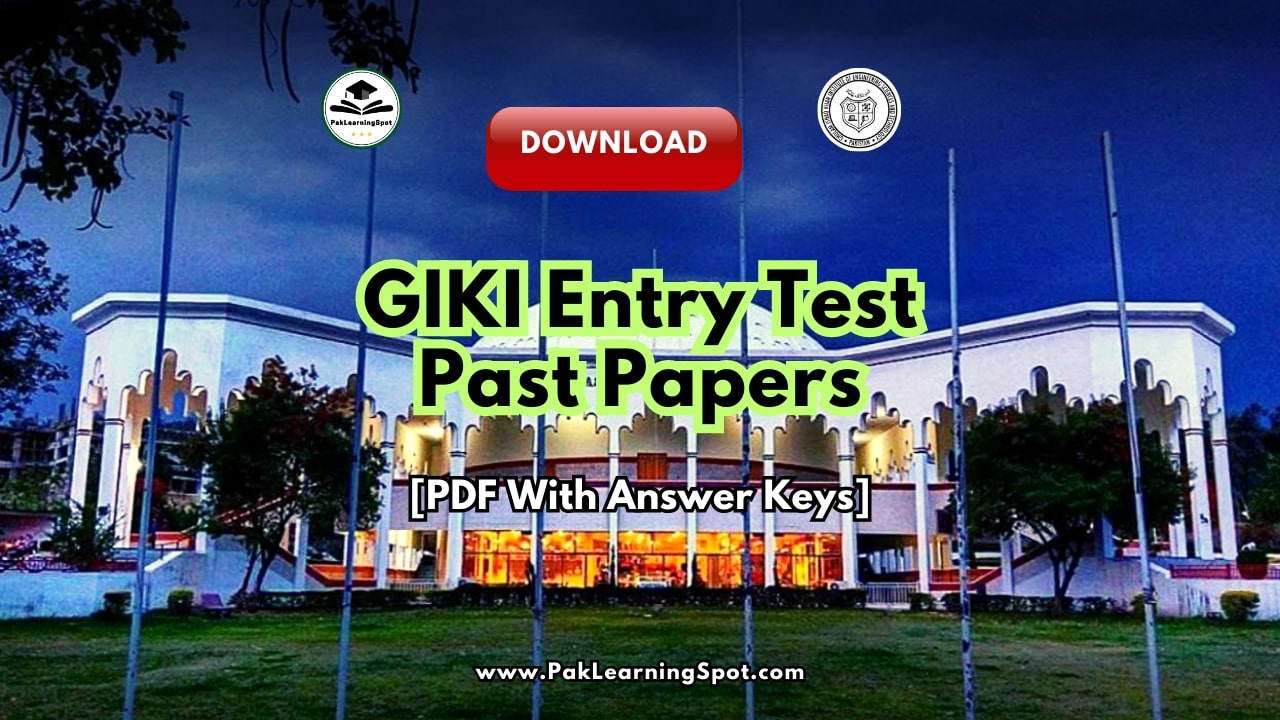 PakLearningSpot
DOWNLOAD
GIKI Entry Test
Past Papers
[PDF With Answer Keys]
www.PakLearningSpot.com